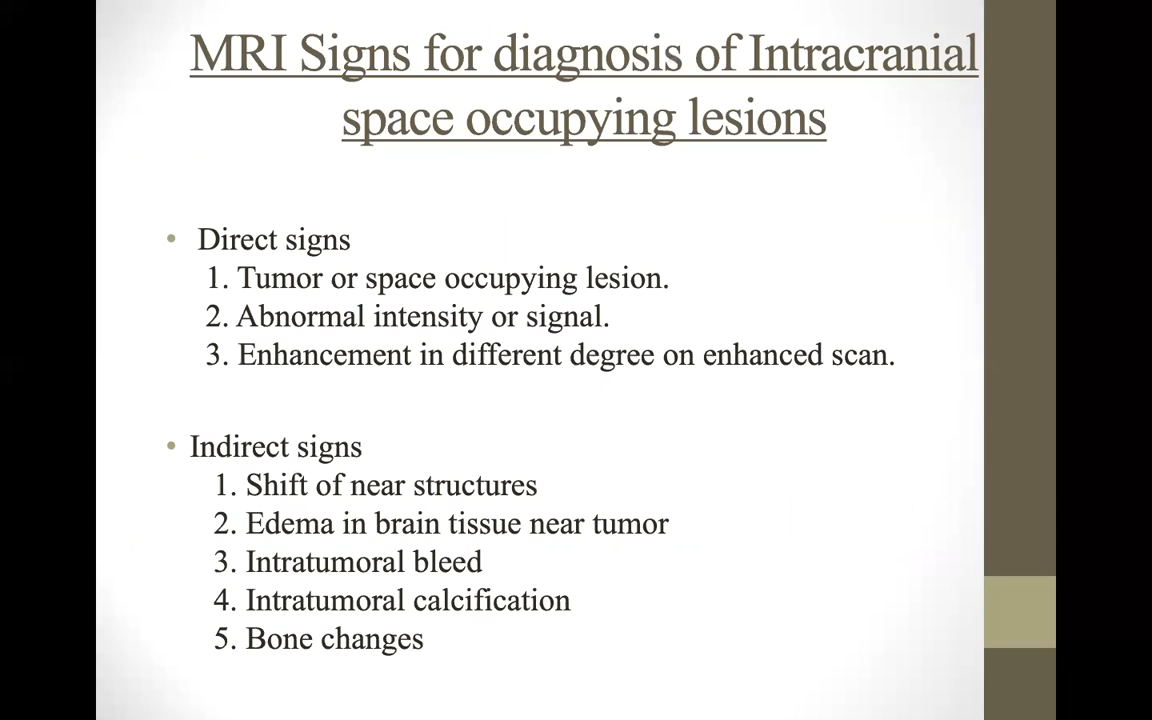 MRI Signs for diagnosis of Intracranial
space occupying lesions
• Direct signs
1. Tumor or space occupying lesion.
2. Abnormal intensity or signal.
3. Enhancement in different degree on enhanced scan.
• Indirect signs
1. Shift of near structures
2. Edema in brain tissue near tumor
3. Intratumoral bleed
4. Intratumoral calcification
5. Bone changes